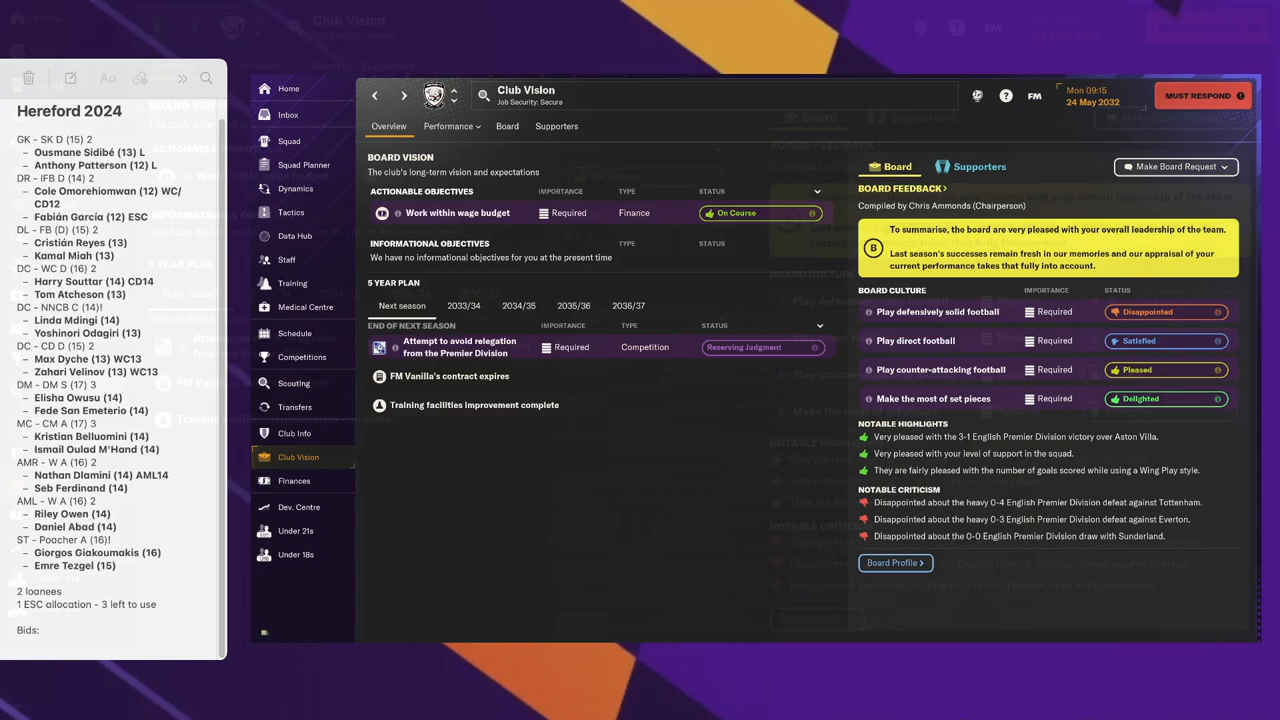 Aa
Hereford 2024
GK - SK D (15) 2
– Ousmane Sidibé (13) L
– Anthony Patterson (12) L
DR - IFB D (14) 2
– Cole Omorehiomwan (12) WC/
CD12
– Fabián García (12) ESC
DL - FB (D) (15) 2
– Cristián Reyes (13)
– Kamal Miah (13)
DC - WC D (16) 2
– Harry Souttar (14) CD14
– Tom Atcheson (13)
DC - NNCB C (14)!
– Linda Mdingi (14)
– Yoshinori Odagiri (13)
DC - CD D (15) 2
– Max Dyche (13) WC13
– Zahari Velinov (13) WC13
DM - DM S (17) 3
– Elisha Owusu (14)
– Fede San Emeterio (14)
MC - CM A (17) 3
– Kristian Belluomini (14)
– Ismail Oulad M'Hand (14)
AMR - W A (16) 2
– Nathan Dlamini (14) AML14
– Seb Ferdinand (14)
AML - W A (16) 2
– Riley Owen (14)
– Daniel Abad (14)
ST - Poacher A (16)!
– Giorgos Giakoumakis (16)
– Emre Tezgel (15)
2 loanees
1 ESC allocation - 3 left to use
Bids:
Home
Inbox
Squad
Squad Planner
Dynamics
Tactics
Data Hub
Staff
Training
Medical Centre
Schedule
Competitions
Scouting
Transfers
Club Info
Club Vision
Finances
Dev. Centre
Under 21s
Under 18s
Club Vision
Job Security: Secure
FM
Mon 09:15
24 May 2032
MUST RESPOND
Overview Performance Board Supporters
BOARD VISION
The club's long-term vision and expectations
ACTIONABLE OBJECTIVES IMPORTANCE TYPE STATUS
Work within wage budget Required Finance On Course
INFORMATIONAL OBJECTIVES TYPE STATUS
We have no informational objectives for you at the present time
5 YEAR PLAN
Next season 2033/34 2034/35 2035/36 2036/37
END OF NEXT SEASON IMPORTANCE TYPE STATUS
Attempt to avoid relegation
from the Premier Division Required Competition Reserving Judgment
FM Vanilla's contract expires
Training facilities improvement complete
Board Supporters Make Board Request
BOARD FEEDBACK
Compiled by Chris Ammonds (Chairperson)
B
To summarise, the board are very pleased with your overall leadership of the team.
Last season's successes remain fresh in our memories and our appraisal of your
current performance takes that fully into account.
BOARD CULTURE IMPORTANCE STATUS
Play defensively solid football Required Disappointed
Play direct football Required Satisfied
Play counter-attacking football Required Pleased
Make the most of set pieces Required Delighted
NOTABLE HIGHLIGHTS
Very pleased with the 3-1 English Premier Division victory over Aston Villa.
Very pleased with your level of support in the squad.
They are fairly pleased with the number of goals scored while using a Wing Play style.
NOTABLE CRITICISM
Disappointed about the heavy 0-4 English Premier Division defeat against Tottenham.
Disappointed about the heavy 0-3 English Premier Division defeat against Everton.
Disappointed about the 0-0 English Premier Division draw with Sunderland.
Board Profile